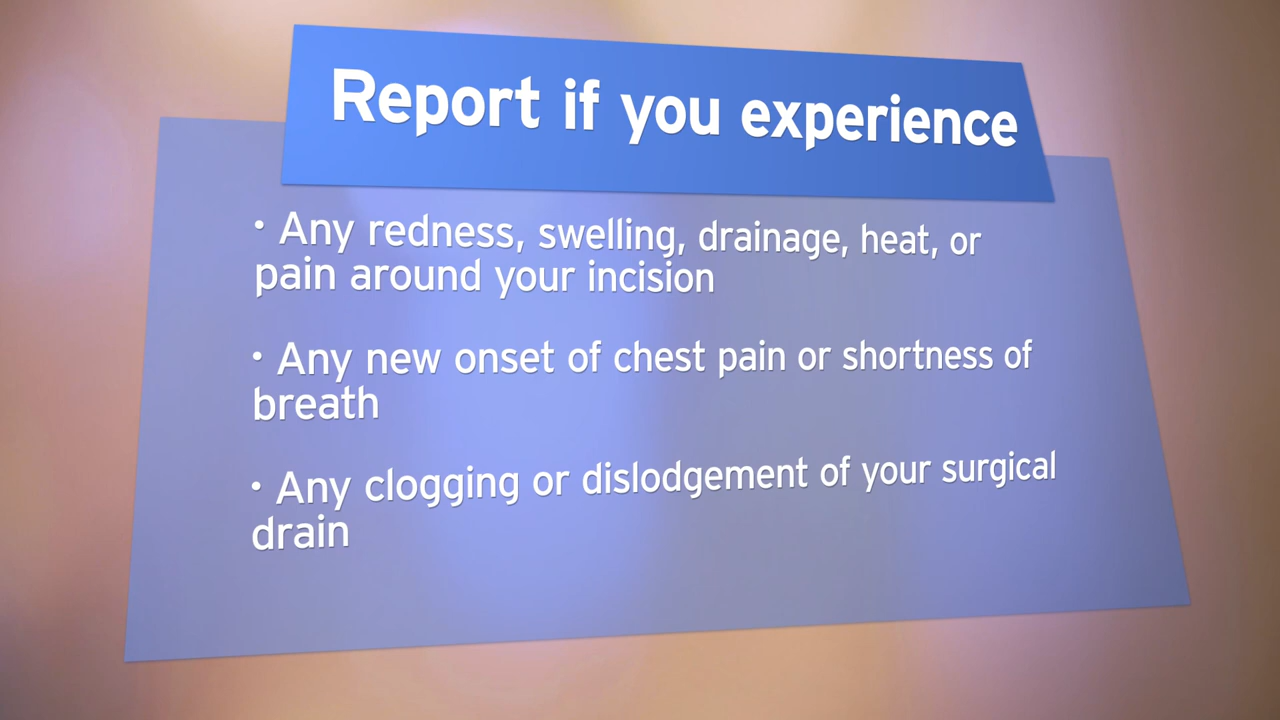 Report if you experience
• Any redness, swelling, drainage, heat, or
pain around your incision
• Any new onset of chest pain or shortness of
breath
• Any clogging or dislodgement of your surgical
drain